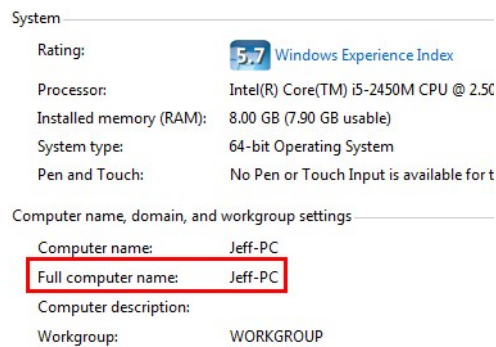 System
Rating: 5.7 Windows Experience Index
Processor: Intel(R) Core(TM) i5-2450M CPU @ 2.50
Installed memory (RAM): 8.00 GB (7.90 GB usable)
System type: 64-bit Operating System
Pen and Touch: No Pen or Touch Input is available for t
Computer name, domain, and workgroup settings
Computer name: Jeff-PC
Full computer name: Jeff-PC
Computer description:
Workgroup: WORKGROUP